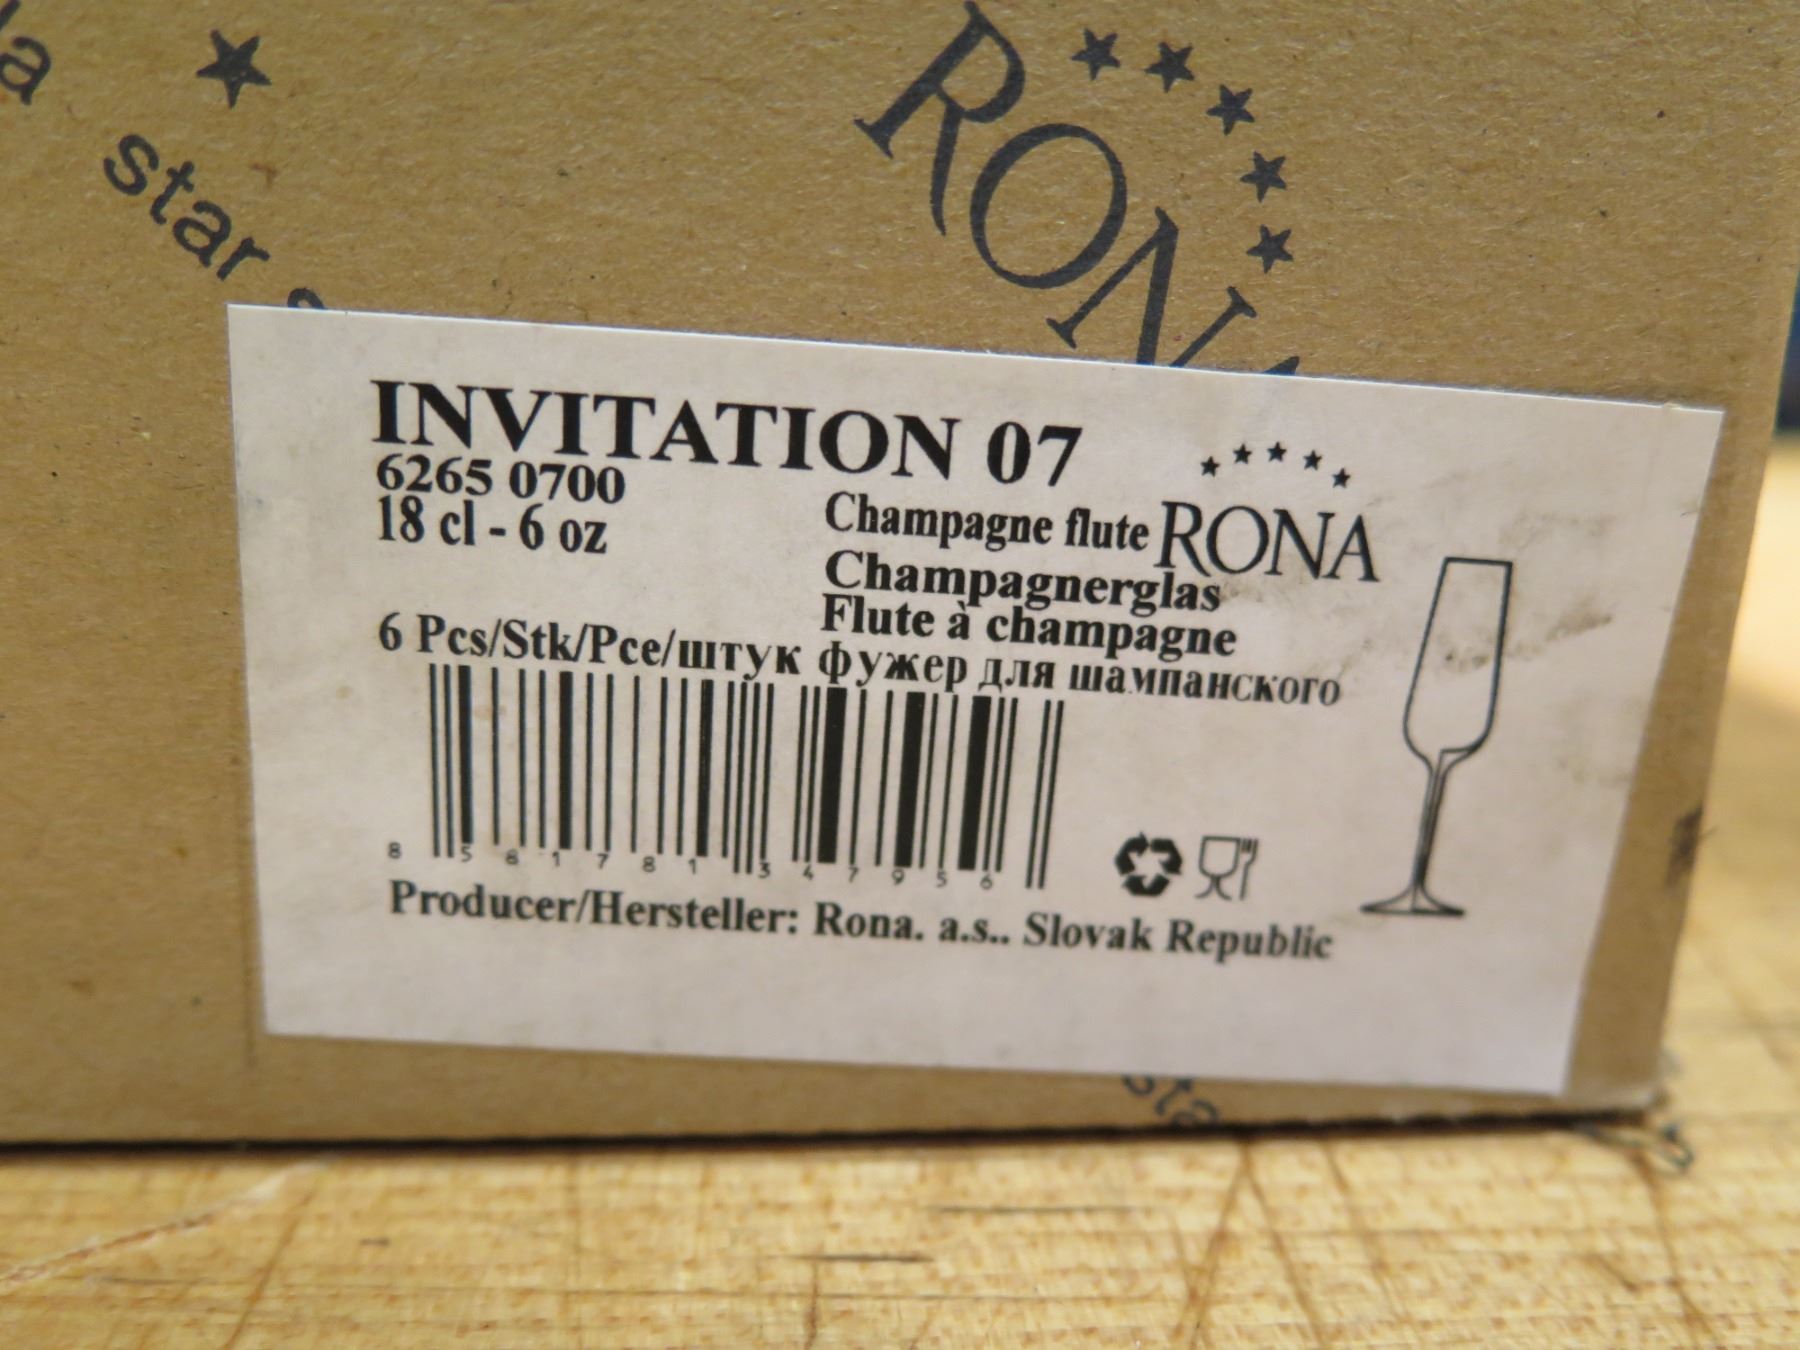 star
RONA
INVITATION 07
6265 0700
18 cl - 6 oz
Champagne flute
RONA
Champagnerglas
Flute à champagne
6 Pcs/Stk/Pce/штук фужер для шампанского
8 581781 347956
Producer/Hersteller: Rona. a.s.. Slovak Republic
sta